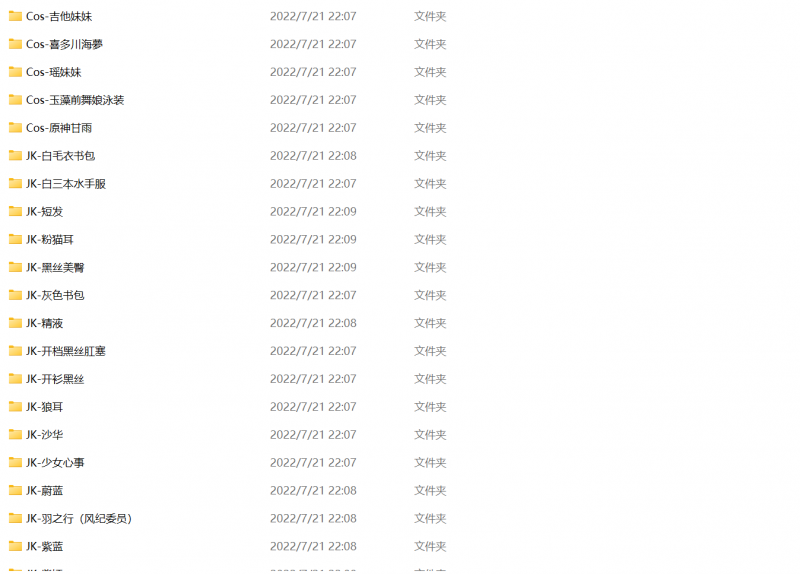 Cos-吉他妹妹 2022/7/21 22:07 文件夹
Cos-喜多川海夢 2022/7/21 22:07 文件夹
Cos-瑶妹妹 2022/7/21 22:07 文件夹
Cos-玉藻前舞娘泳装 2022/7/21 22:07 文件夹
Cos-原神甘雨 2022/7/21 22:07 文件夹
JK-白毛衣书包 2022/7/21 22:08 文件夹
JK-白三本水手服 2022/7/21 22:07 文件夹
JK-短发 2022/7/21 22:09 文件夹
JK-粉猫耳 2022/7/21 22:09 文件夹
JK-黑丝美臀 2022/7/21 22:09 文件夹
JK-灰色书包 2022/7/21 22:07 文件夹
JK-精液 2022/7/21 22:08 文件夹
JK-开档黑丝肛塞 2022/7/21 22:07 文件夹
JK-开衫黑丝 2022/7/21 22:07 文件夹
JK-狼耳 2022/7/21 22:07 文件夹
JK-沙华 2022/7/21 22:07 文件夹
JK-少女心事 2022/7/21 22:07 文件夹
JK-蔚蓝 2022/7/21 22:08 文件夹
JK-羽之行（风纪委员） 2022/7/21 22:08 文件夹
JK-紫蓝 2022/7/21 22:08 文件夹